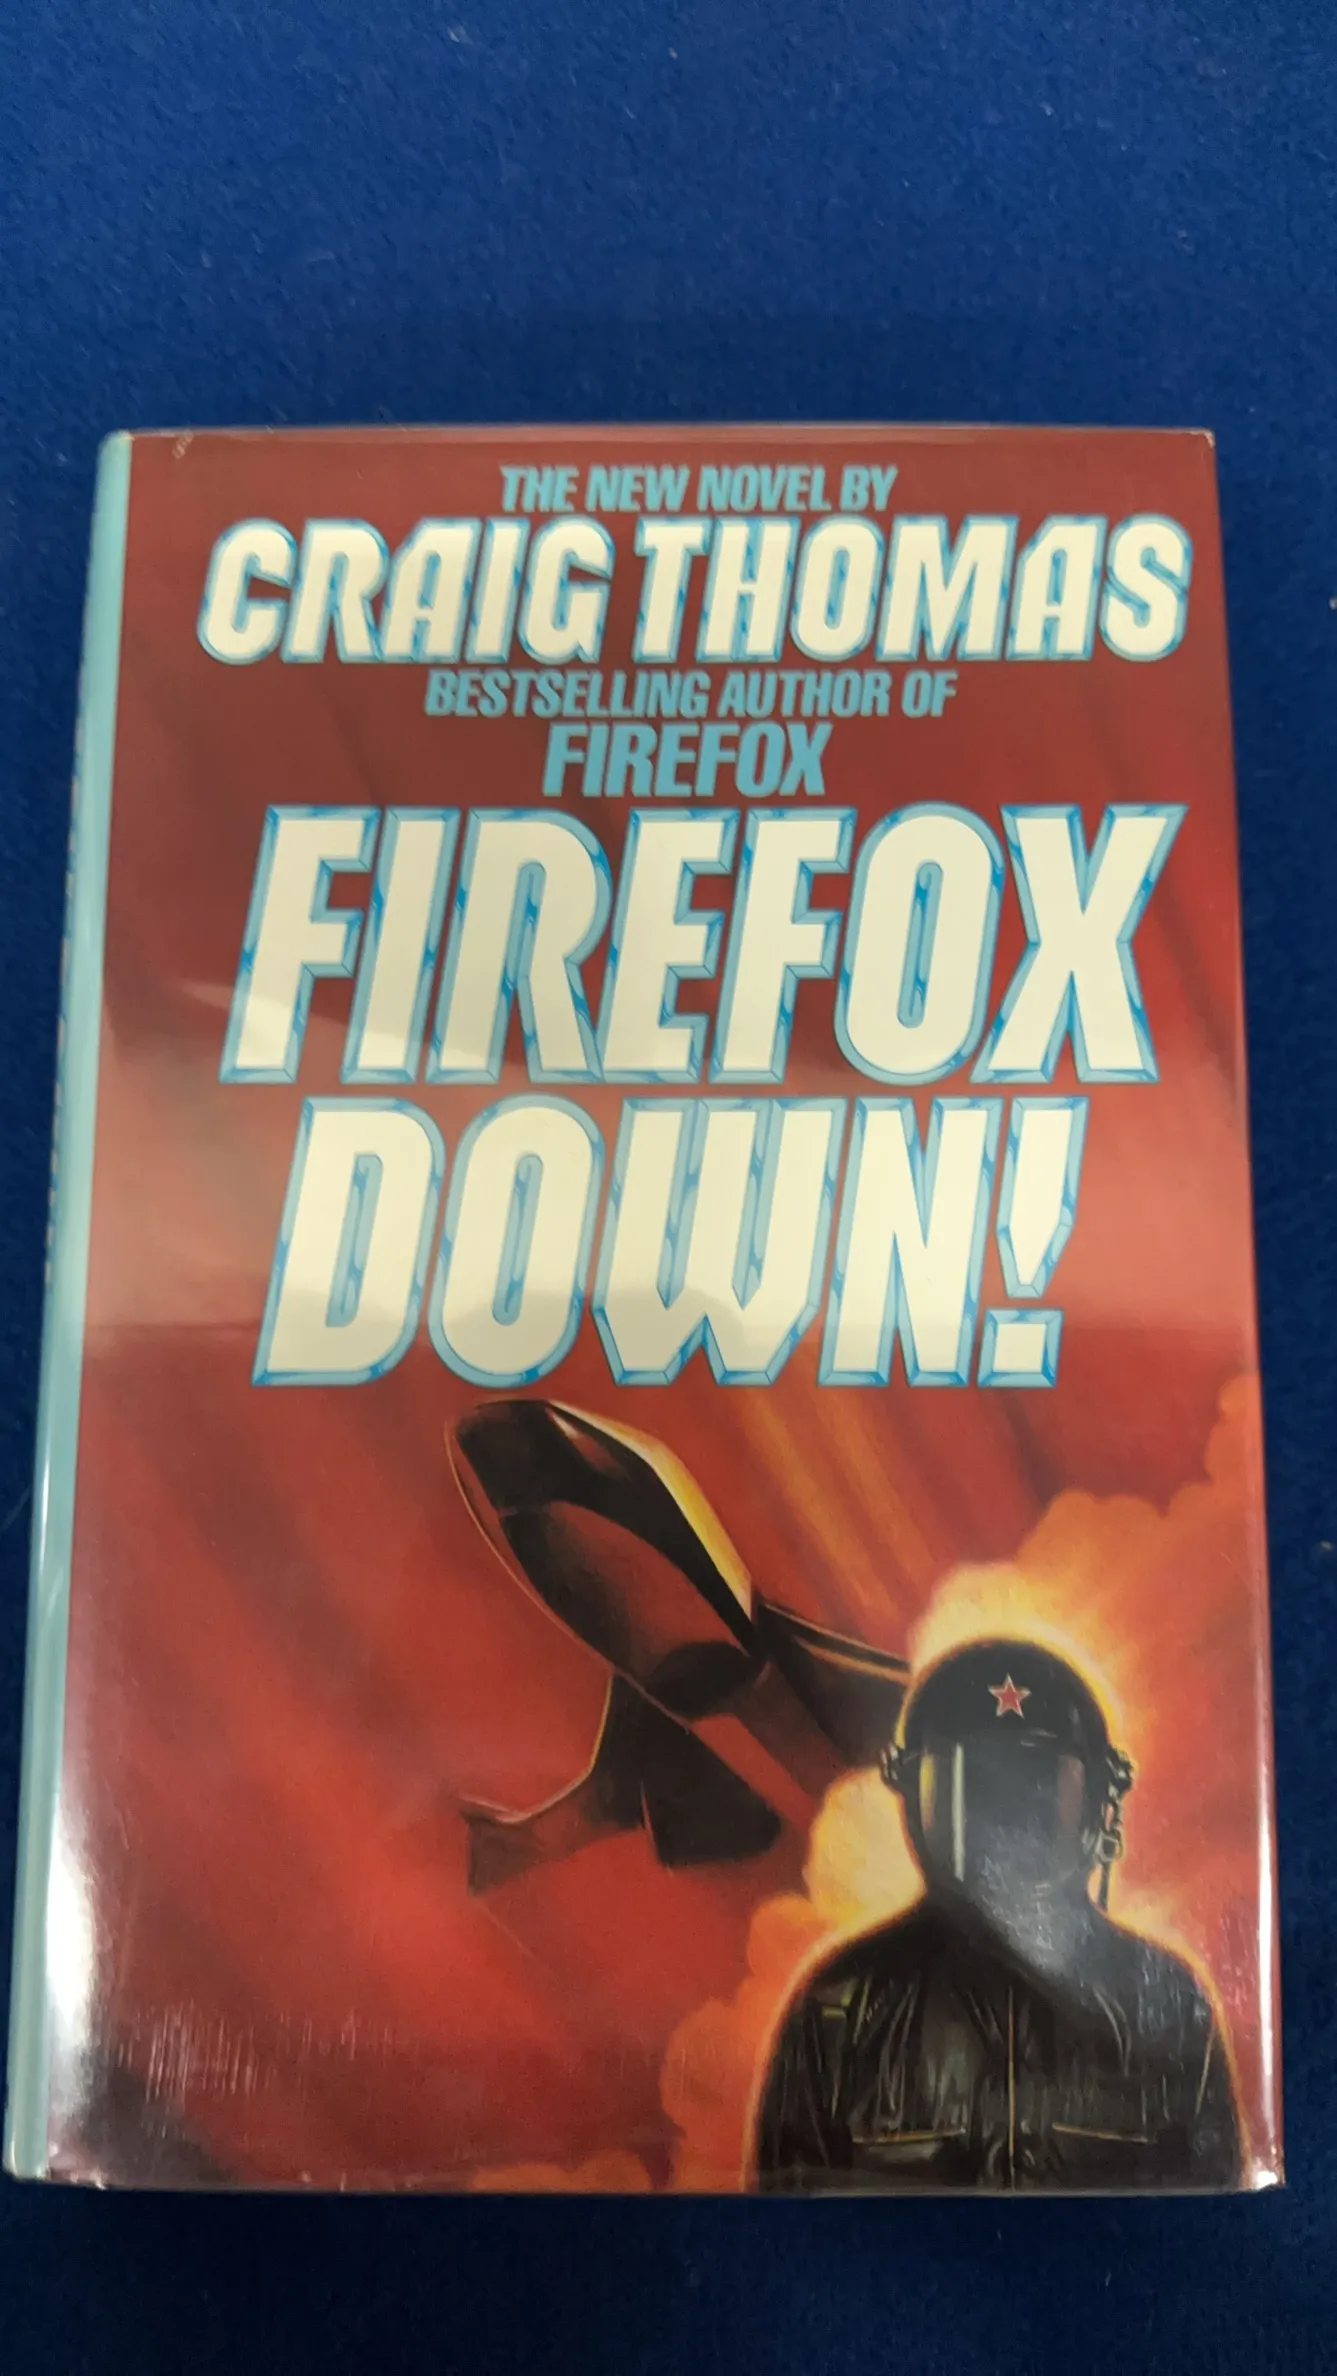 THE NEW NOVEL BY
CRAIG THOMAS
BESTSELLING AUTHOR OF
FIREFOX
FIREFOX
DOWN!